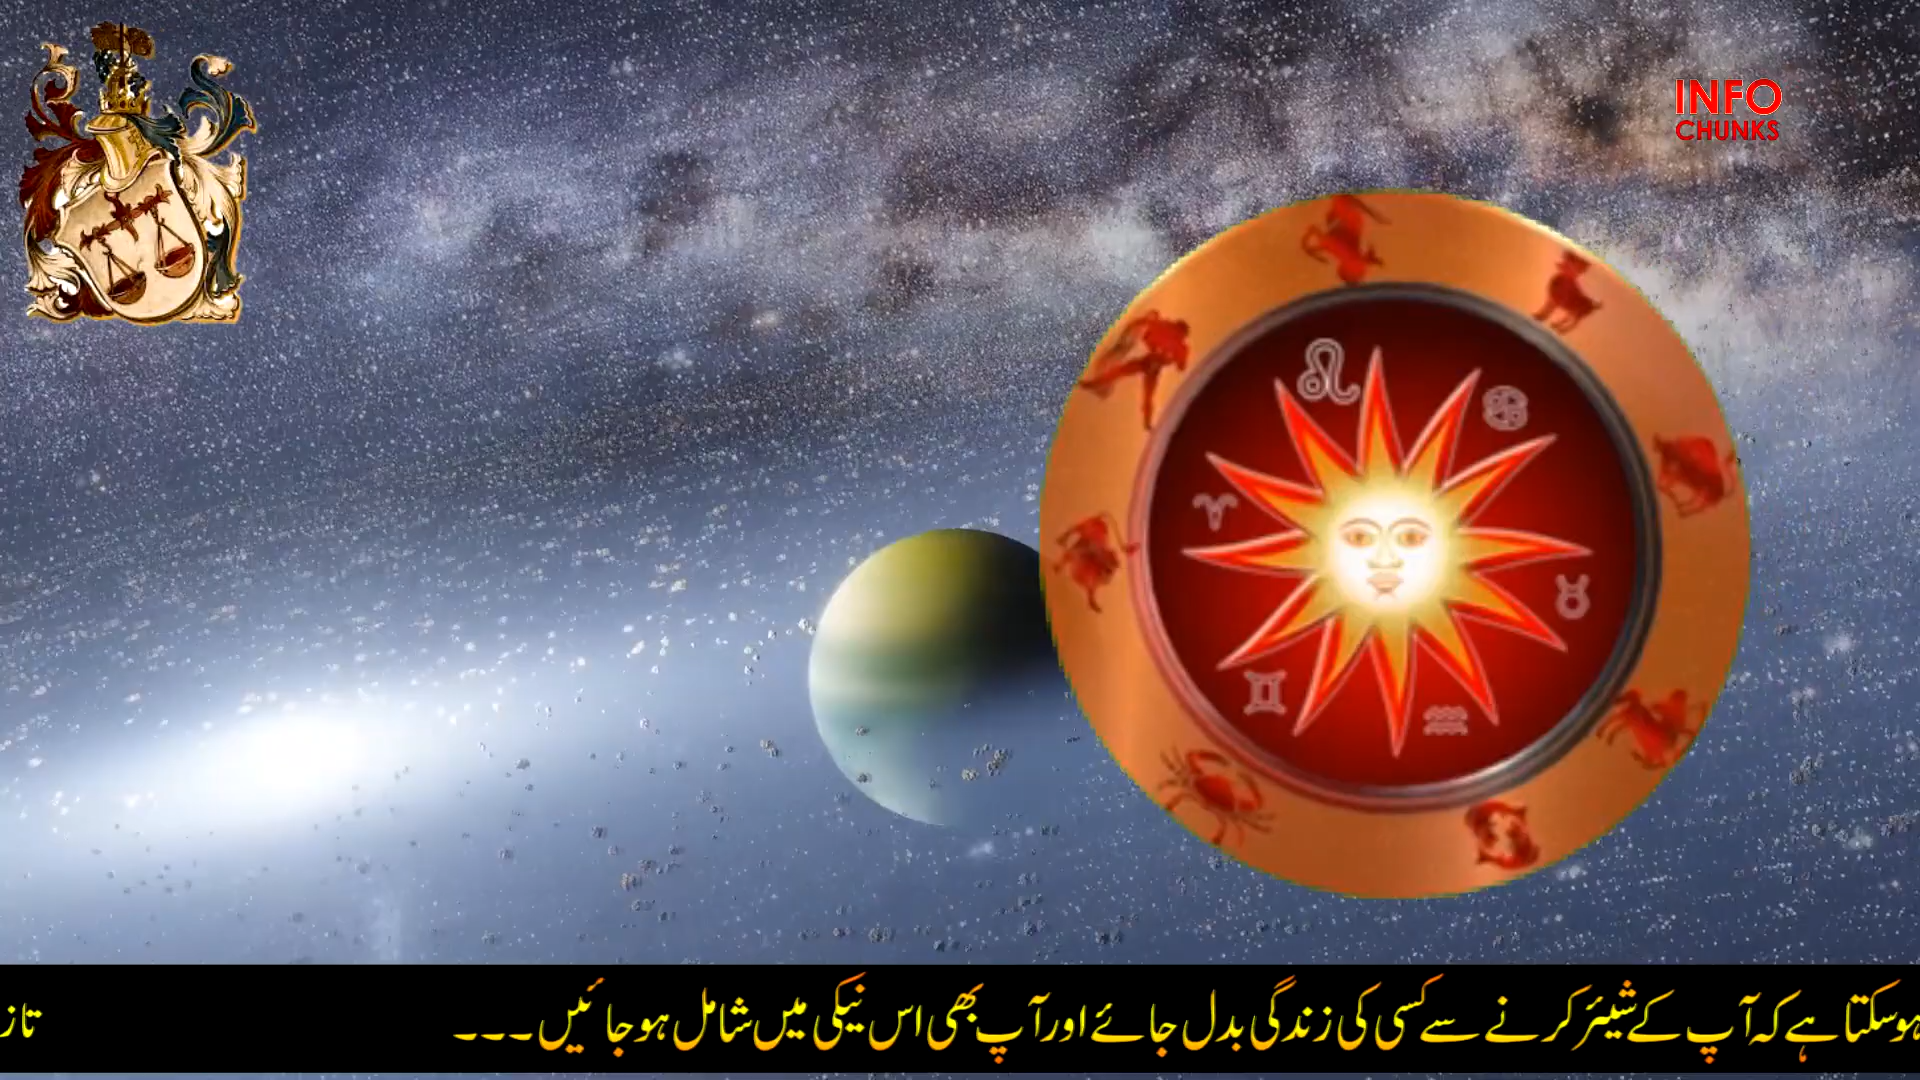 INFO
CHUNKS
ہوسکتا ہے کہ آپ کے شیئر کرنے سے کسی کی زندگی بدل جائے اور آپ بھی اس نیکی میں شامل ہوجائیں۔۔۔
تاز